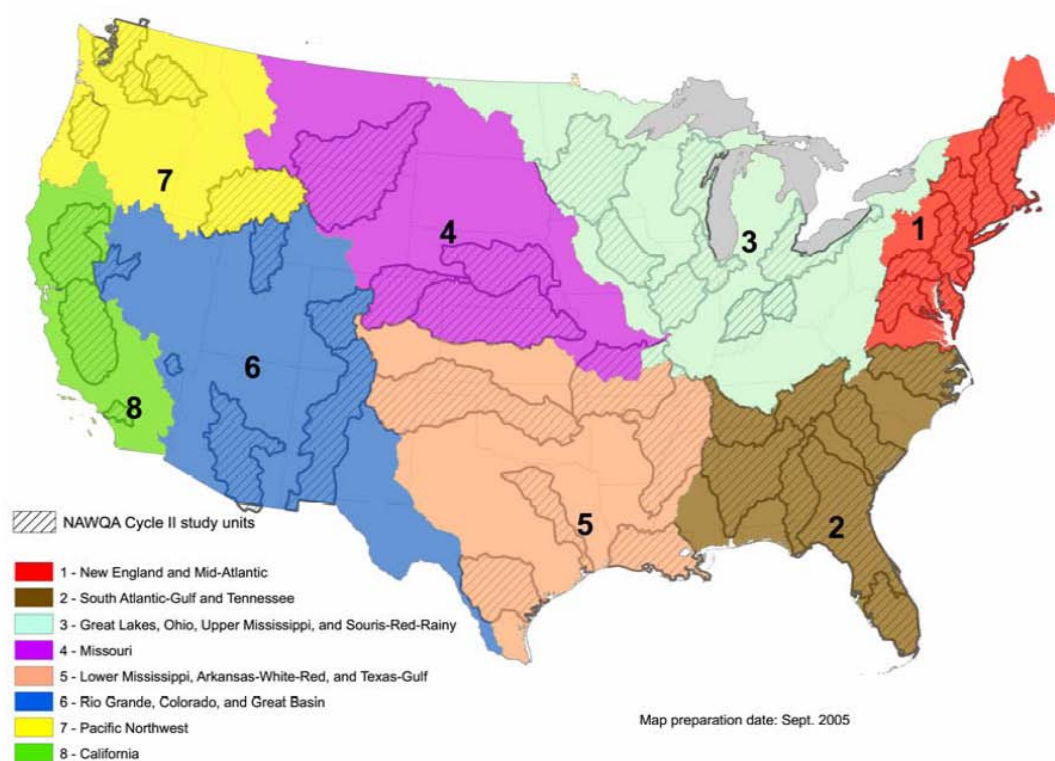 7
4
3
1
6
8
5
2
NAWQA Cycle II study units
1 - New England and Mid-Atlantic
2 - South Atlantic-Gulf and Tennessee
3 - Great Lakes, Ohio, Upper Mississippi, and Souris-Red-Rainy
4 - Missouri
5 - Lower Mississippi, Arkansas-White-Red, and Texas-Gulf
6 - Rio Grande, Colorado, and Great Basin
7 - Pacific Northwest
8 - California
Map preparation date: Sept. 2005